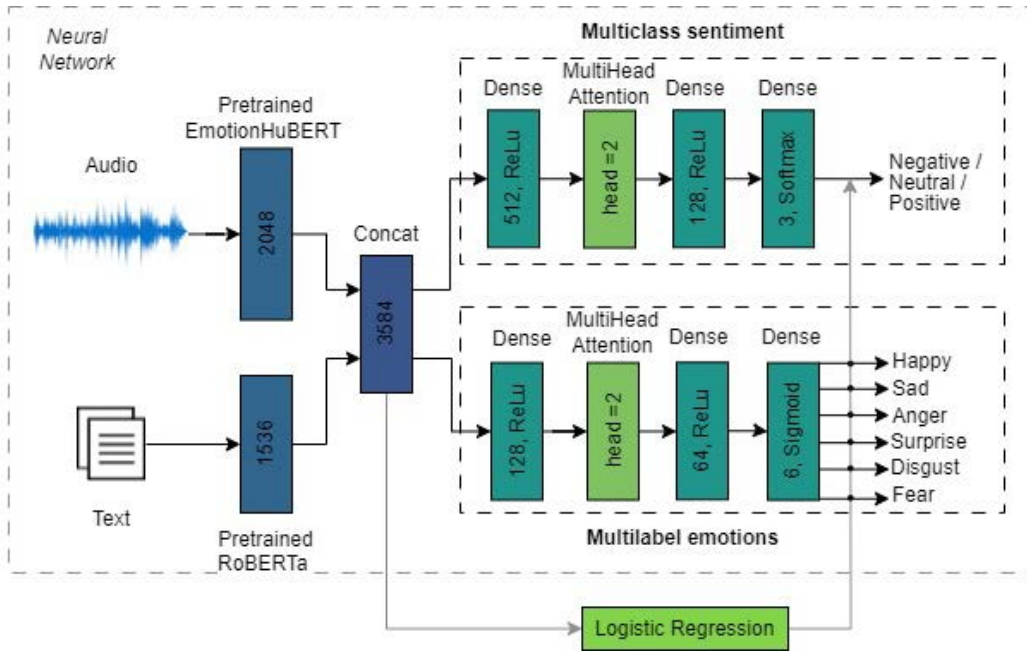 Neural
Network
Audio
Text
Pretrained
EmotionHuBERT
2048
1536
Pretrained
RoBERTa
Concat
3584
Multiclass sentiment
Dense
512, ReLu
MultiHead
Attention
head =2
Dense
128, ReLu
Dense
3, Softmax
Negative /
Neutral /
Positive
Dense
128, ReLu
MultiHead
Attention
head =2
Dense
64, ReLu
Dense
6, Sigmoid
Happy
Sad
Anger
Surprise
Disgust
Fear
Multilabel emotions
Logistic Regression